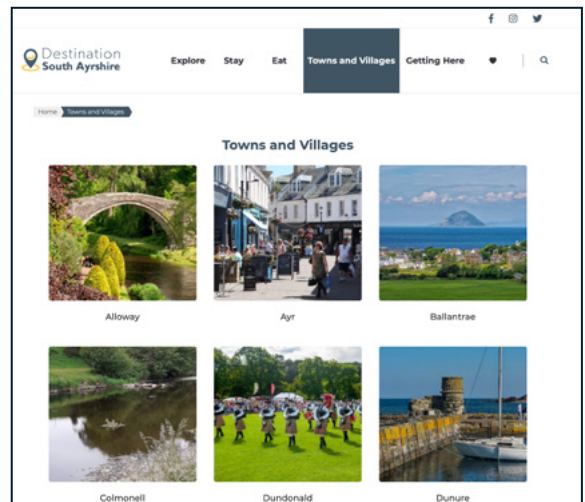 Destination
South Ayrshire
Explore Stay Eat Towns and Villages Getting Here
Home Towns and Villages
Towns and Villages
Alloway Ayr Ballantrae
Colmonell Dundonald Dunure